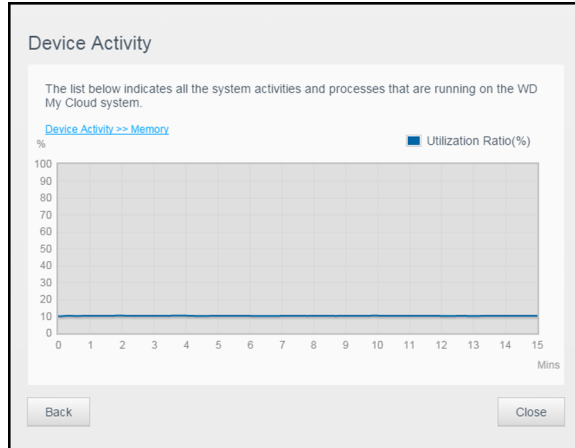 Device Activity
The list below indicates all the system activities and processes that are running on the WD
My Cloud system.
Device Activity >> Memory
%
Utilization Ratio(%)
100
90
80
70
60
50
40
30
20
10
0
0 1 2 3 4 5 6 7 8 9 10 11 12 13 14 15
Mins
Back Close